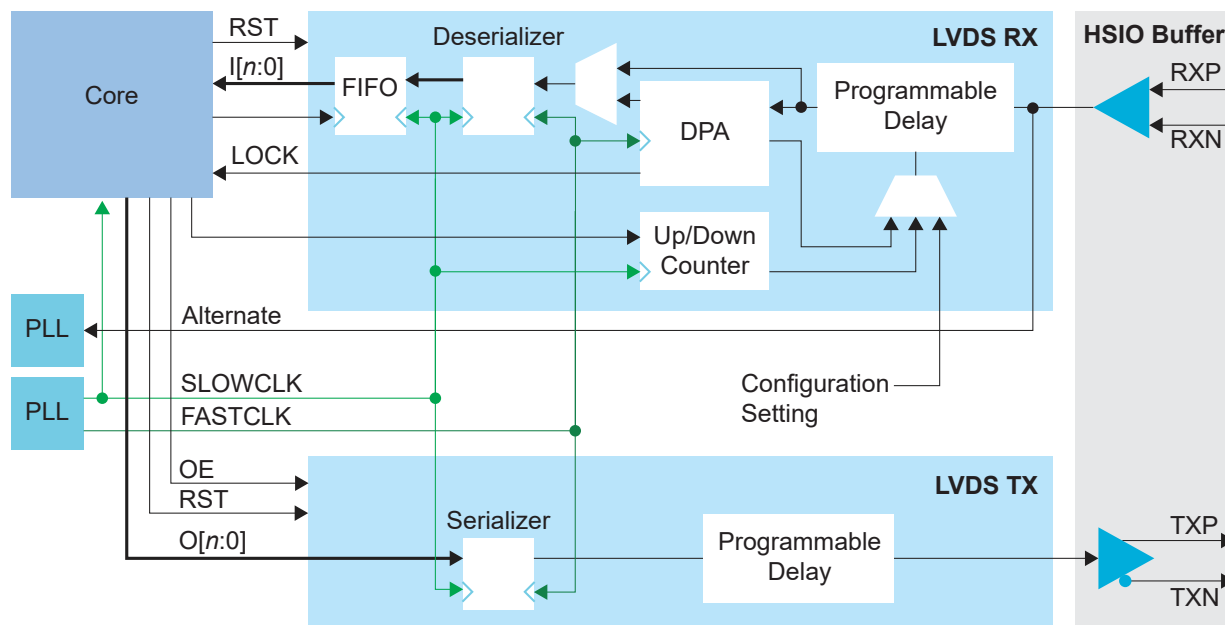 RST
Deserializer
LVDS RX
HSIO Buffer
I[n:0]
FIFO
RXP
Core
Programmable
Delay
DPA
RXN
LOCK
Up/Down
Counter
Alternate
PLL
SLOWCLK
Configuration
Setting
PLL
FASTCLK
OE
LVDS TX
RST
Serializer
TXP
O[n:0]
Programmable
Delay
TXN